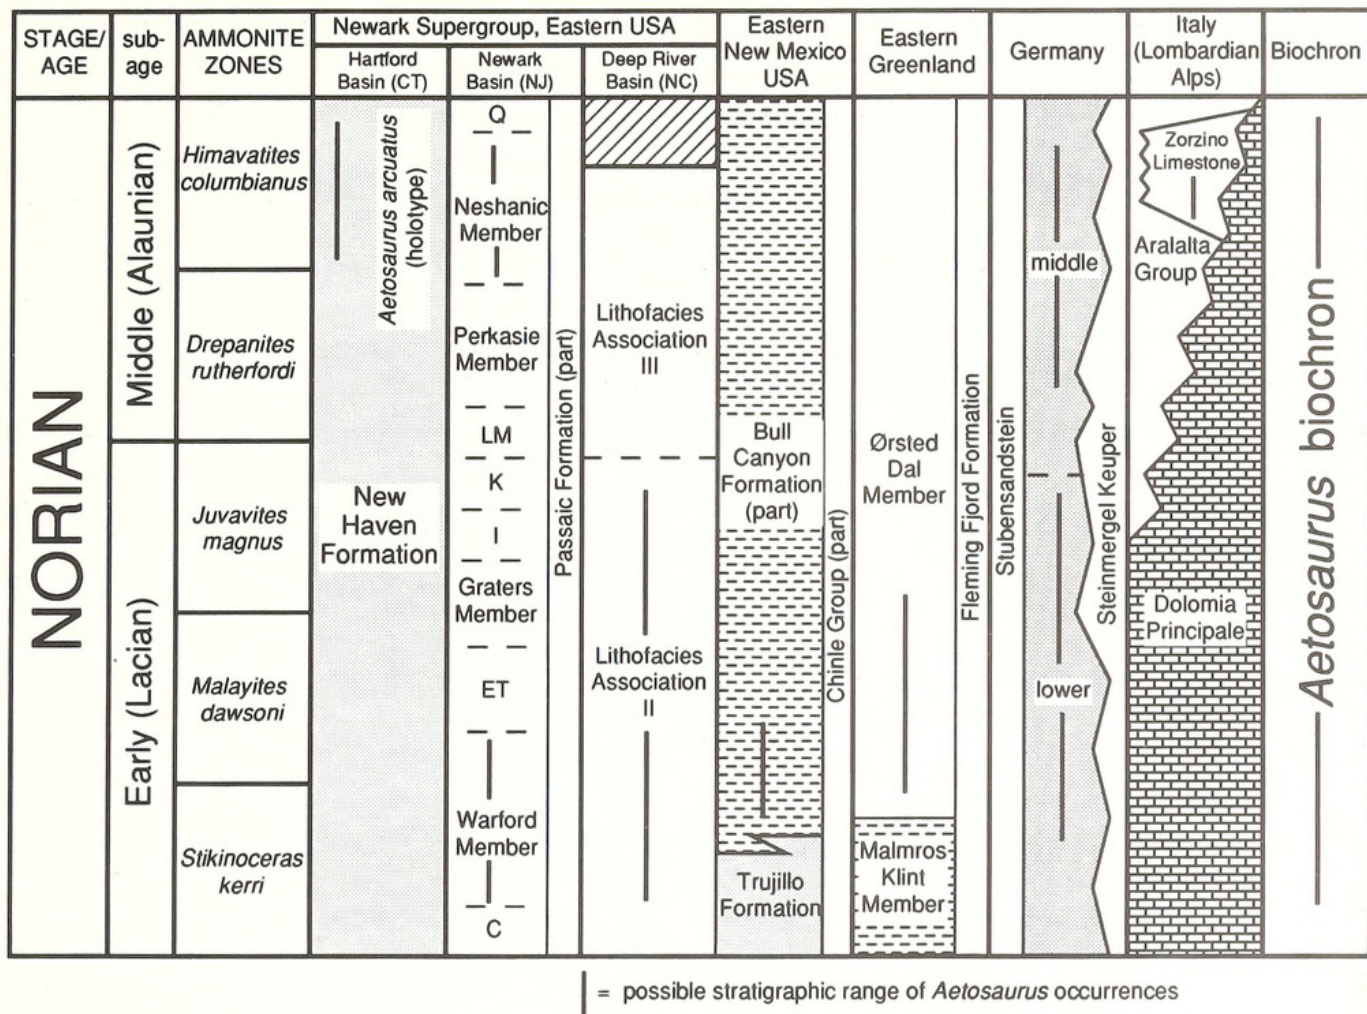 STAGE/
AGE
sub-
age
AMMONITE
ZONES
Newark Supergroup, Eastern USA
Hartford
Basin (CT)
Newark
Basin (NJ)
Deep River
Basin (NC)
Eastern
New Mexico
USA
Eastern
Greenland
Germany
Italy
(Lombardian
Alps)
Biochron
NORIAN
Middle (Alaunian)
Early (Lacian)
Himavatites
columbianus
Drepanites
rutherfordi
Juvavites
magnus
Malayites
dawsoni
Stikinoceras
kerri
Aetosaurus arcuatus
(holotype)
New
Haven
Formation
Q
Neshanic
Member
Perkasie
Member
LM
K
I
Graters
Member
ET
Warford
Member
C
Passaic Formation (part)
Lithofacies
Association
III
Lithofacies
Association
II
Bull
Canyon
Formation
(part)
Trujillo
Formation
Chinle Group (part)
Ørsted
Dal
Member
Malmros
Klint
Member
Fleming Fjord Formation
Stubensandstein
middle
lower
Steinmergel Keuper
Zorzino
Limestone
Aralalta
Group
Dolomia
Principale
Aetosaurus biochron
= possible stratigraphic range of Aetosaurus occurrences